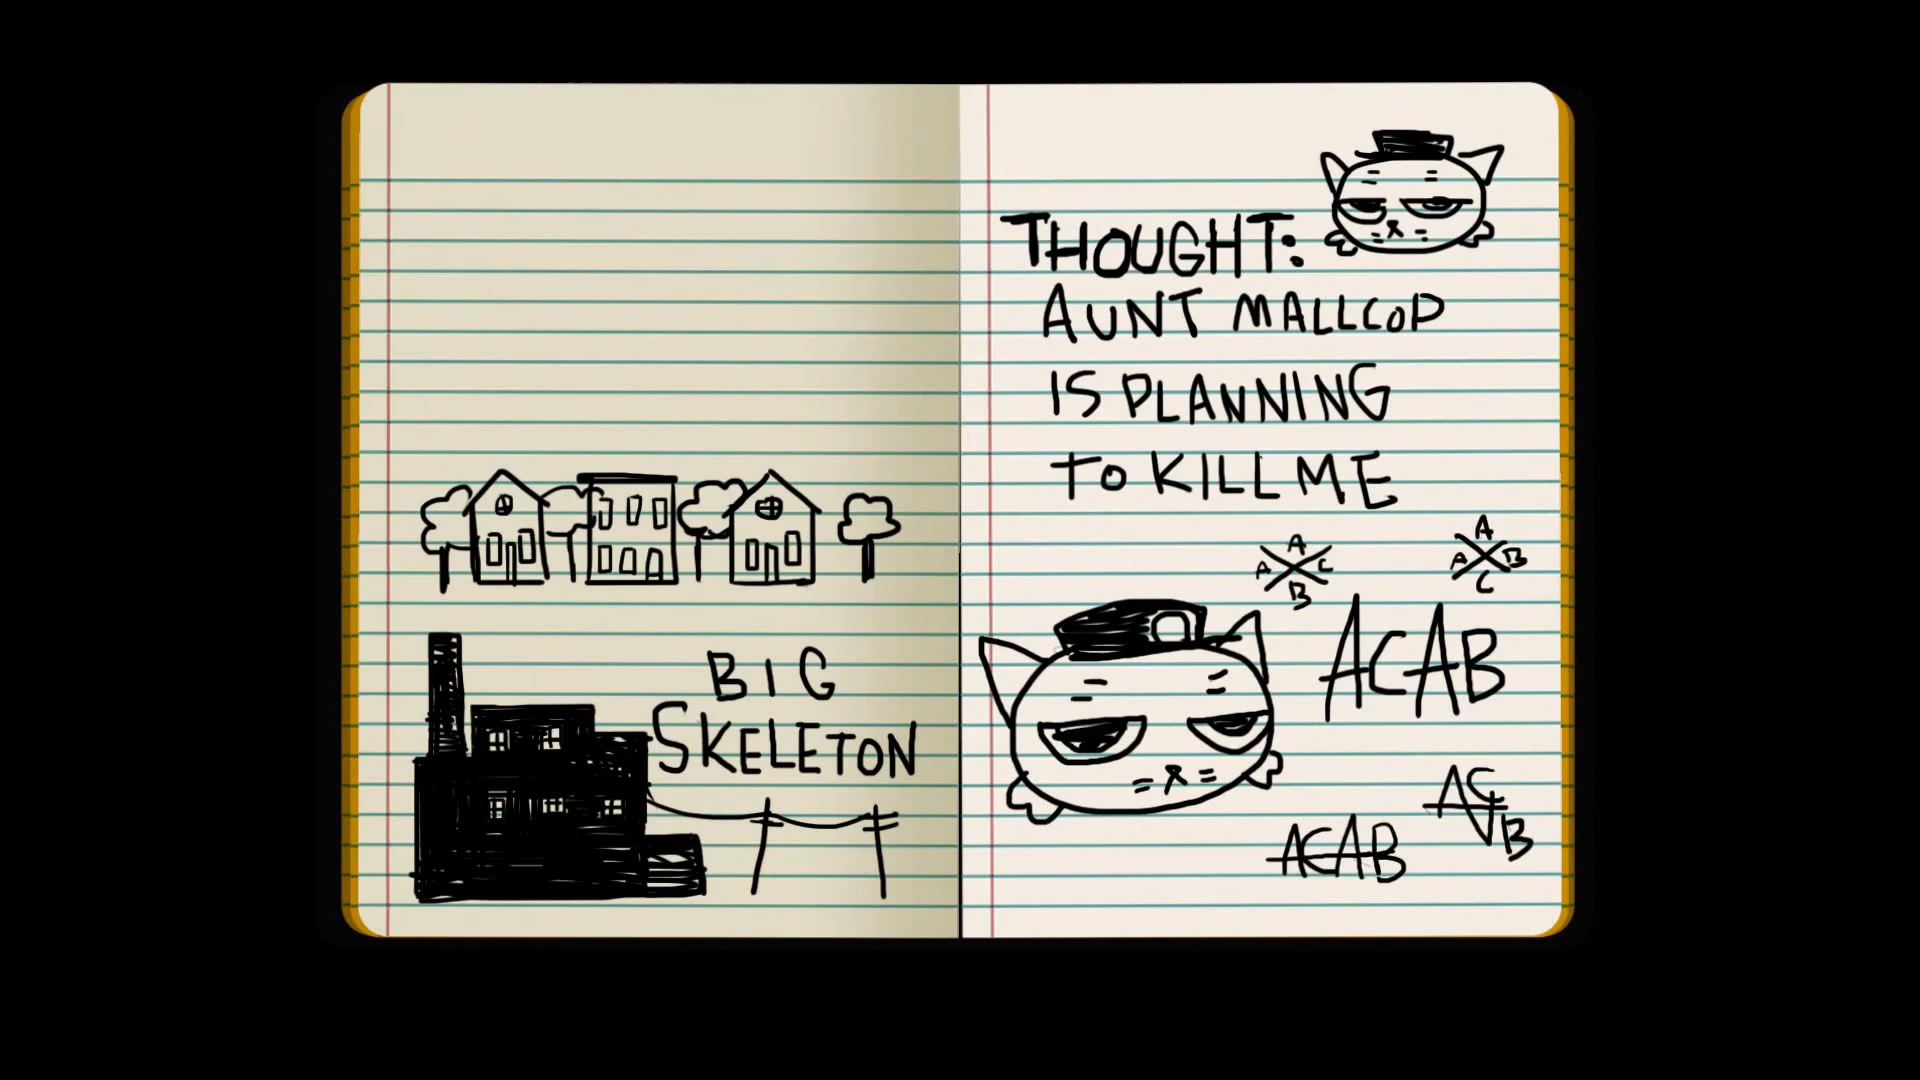 BIG
SKELETON
THOUGHT:
AUNT MALLCOP
IS PLANNING
TO KILL ME
A
A C
B
A
A B
C
ACAB
ACAB
ACAB